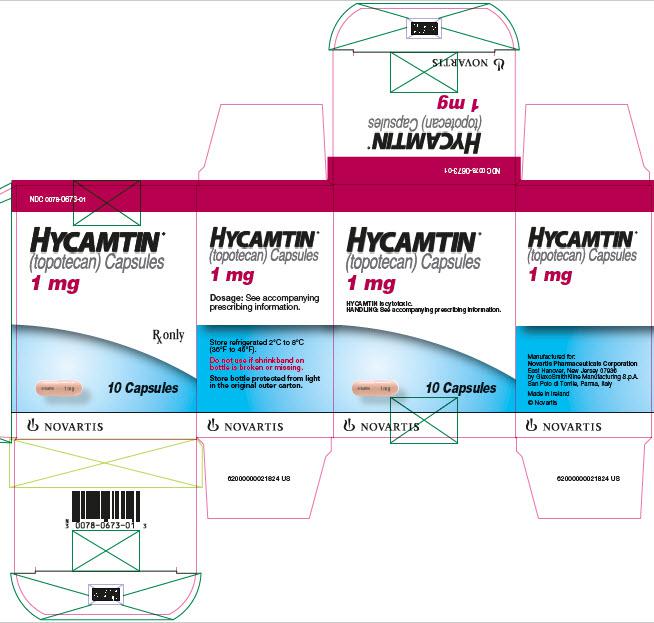 NOVARTIS
1 mg
(topotecan) Capsules
HYCAMTIN®
NDC 0078-0673-01
NDC 0078-0673-01
HYCAMTIN®
(topotecan) Capsules
1 mg
Rx only
1 mg
10 Capsules
NOVARTIS
HYCAMTIN®
(topotecan) Capsules
1 mg
Dosage: See accompanying
prescribing information.
Store refrigerated 2°C to 8°C
(36°F to 46°F).
Do not use if shrinkband on
bottle is broken or missing.
Store bottle protected from light
in the original outer carton.
NOVARTIS
HYCAMTIN®
(topotecan) Capsules
1 mg
HYCAMTIN is cytotoxic.
HANDLING: See accompanying prescribing information.
1 mg
10 Capsules
NOVARTIS
HYCAMTIN®
(topotecan) Capsules
1 mg
Manufactured for:
Novartis Pharmaceuticals Corporation
East Hanover, New Jersey 07936
by GlaxoSmithKline Manufacturing S.p.A.
San Polo di Torrile, Parma, Italy
Made in Ireland
© Novartis
NOVARTIS
62000000021824 US
62000000021824 US
N
3 0078-0673-01 3